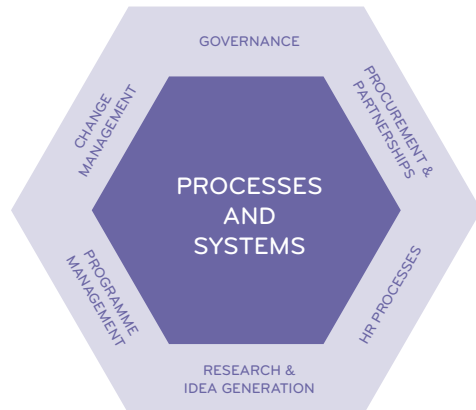 GOVERNANCE
PROCUREMENT &
PARTNERSHIPS
HR PROCESSES
RESEARCH &
IDEA GENERATION
PROGRAMME
MANAGEMENT
CHANGE
MANAGEMENT
PROCESSES
AND
SYSTEMS